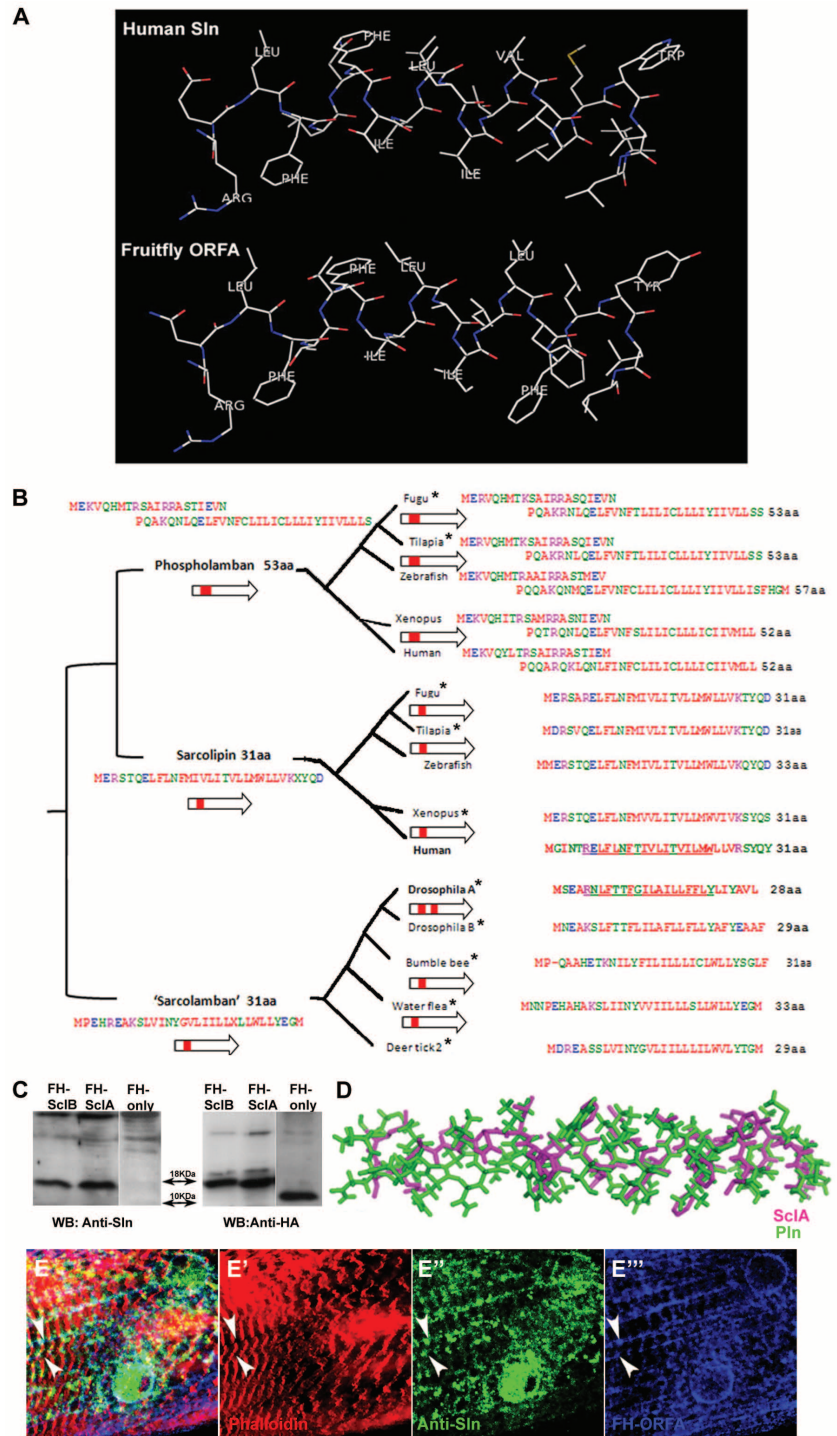 A
Human Sln
LEU
PHE
LEU
VAL
TRP
ILE
PHE
ILE
ARG
Fruitfly ORFA
LEU
PHE
LEU
LEU
TYR
PHE
ILE
ILE
PHE
ARG
B
MEKVQHMTRSAIRRASTIEVN
PQAKQNLQELFVNFCLILICLLLIYIIVLLLS
Phospholamban 53aa
Fugu*
MERVQHMTKSAIRRASQIEVN
PQAKRNLQELFVNFTLILICLLLIYIIVLLSS 53aa
Tilapia*
MERVQHMTKSAIRRASQIEVN
PQAKRNLQELFVNFTLILICLLLIYIIVLLSS 53aa
Zebrafish
MEKVQHMTRAAIRRASTMEV
PQQAKQNMQELFVNFCLILICLLLIYIIVLLISFHGM 57aa
Xenopus
MEKVQHITRSAMRRASNIEVN
PQTRQNLQELFVNFSLILICLLLICIIVMLL 52aa
Human
MEKVQYLTRSAIRRASTIEM
PQQARQKLQNLFINFCLILICLLLICIIVMLL 52aa
Sarcolipin 31aa
MERSTQELFLNFMIVLITVLLMWLLVKXYQD
Fugu*
MERSARELFLNFMIVLITVLLMWLLVKTYQD 31aa
Tilapia*
MDRSVQELFLNFMIVLITVLLMWLLVKTYQD 31aa
Zebrafish
MMERSTQELFLNFMIVLITVLLMWLLVKQYQD 33aa
Xenopus*
MERSTQELFLNFMVVLITVLLMWVIVKSYQS 31aa
Human
MGINTRELFLNFTIVLITVILMWLLVRSYQY 31aa
'Sarcolamban' 31aa
MPEHREAKSLVINYGVLIILLXLLWLLYEGM
Drosophila A*
MSEARNLFTTFGILAILLFFLYLIYAVL 28aa
Drosophila B*
MNEAKSLFTTFLILAFLLFLLYAFYEAAF 29aa
Bumble bee*
MP-QAAHETKNILYFILILLLICLWLLYSGLF 31aa
Water flea*
MNNPEHAHAKSLIINYVVIILLLSLLWLLYEGM 33aa
Deer tick2*
MDREASSLVINYGVLIILLLILWVLYTGM 29aa
C
FH-SclB FH-SclA FH-only
FH-SclB FH-SclA FH-only
18KDa
10KDa
WB: Anti-Sln
WB:Anti-HA
D
SclA
Pln
E
E'
Phalloidin
E''
Anti-Sln
E'''
FH-ORFA